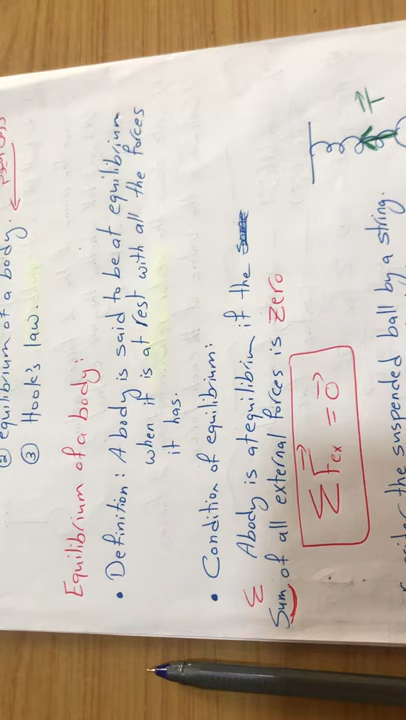 ② equilibrium of a body.
③ Hook's law.
Equilibrium of a body:
• Definition: A body is said to be at equilibrium
when it is at rest with all the forces
it has.
• Condition of equilibrium:
A body is at equilibrium if the
Σ
Sum of all external forces is Zero
Σ F⃗ex = 0⃗
T⃗
the suspended ball by a string.